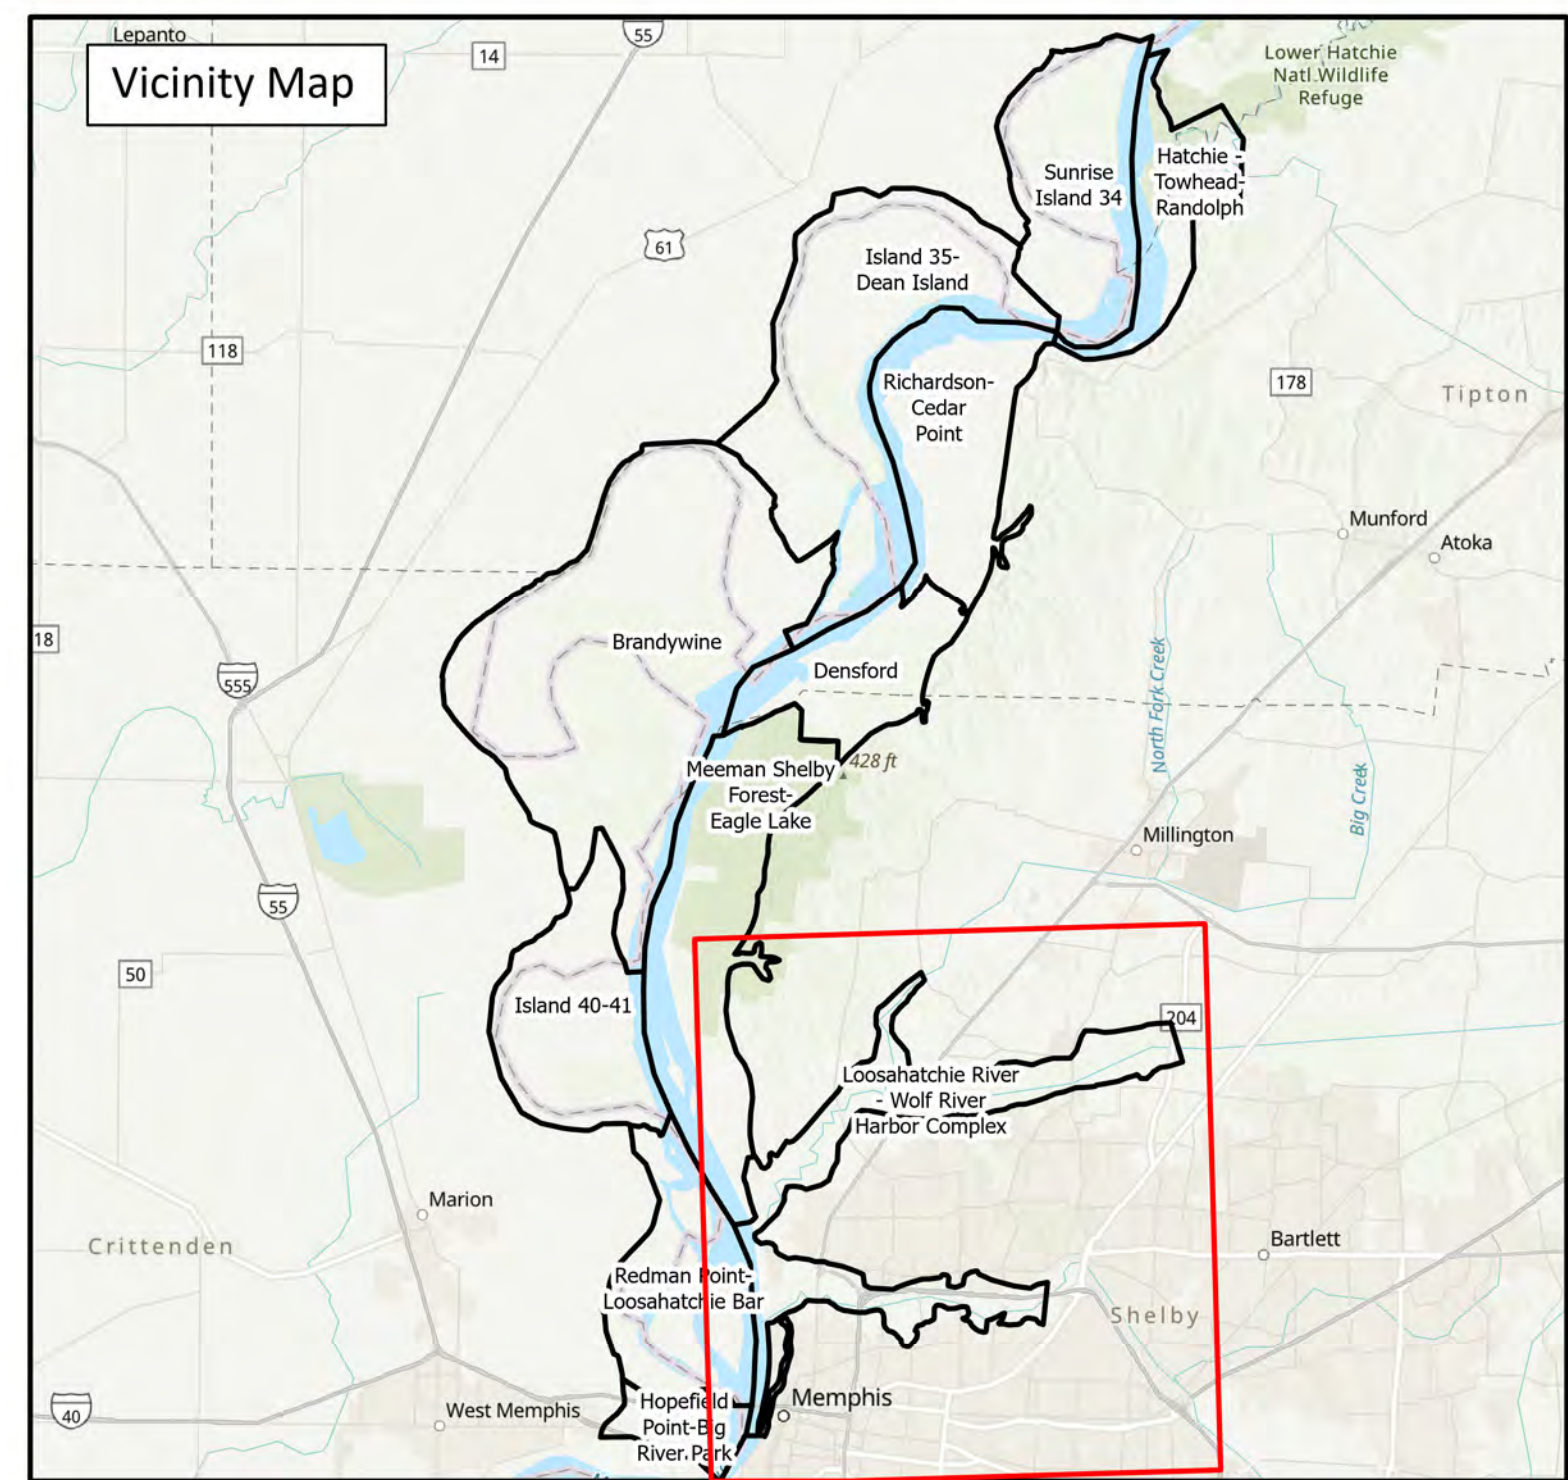 Lepanto
Vicinity Map
14
55
Lower Hatchie
Natl Wildlife
Refuge
Hatchie -
Towhead-
Randolph
Sunrise
Island 34
61
Island 35-
Dean Island
118
Richardson-
Cedar
Point
178
Tipton
Munford
Atoka
18
Brandywine
Densford
555
North Fork Creek
428 ft
Meeman Shelby
Forest-
Eagle Lake
Big Creek
Millington
55
50
Island 40-41
204
Loosahatchie River
- Wolf River
Harbor Complex
Marion
Crittenden
Bartlett
Redman Point-
Loosahatchie Bar
Shelby
Hopefield
Point-Big
River Park
Memphis
West Memphis
40